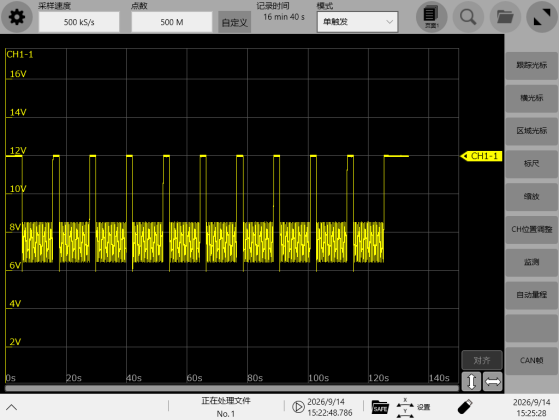 采样速度 点数 记录时间 模式
500 kS/s 500 M 自定义 16 min 40 s 单触发
页面1
CH1-1
16V
14V
12V
10V
8V
6V
4V
2V
0s 20s 40s 60s 80s 100s 120s 140s
CH1-1
跟踪光标
横光标
区域光标
标尺
缩放
CH位置调整
监测
自动量程
CAN帧
对齐
正在处理文件
No. 1
2026/9/14
15:22:48.786
SAFE
X
Y
设置
2026/9/14
15:25:28